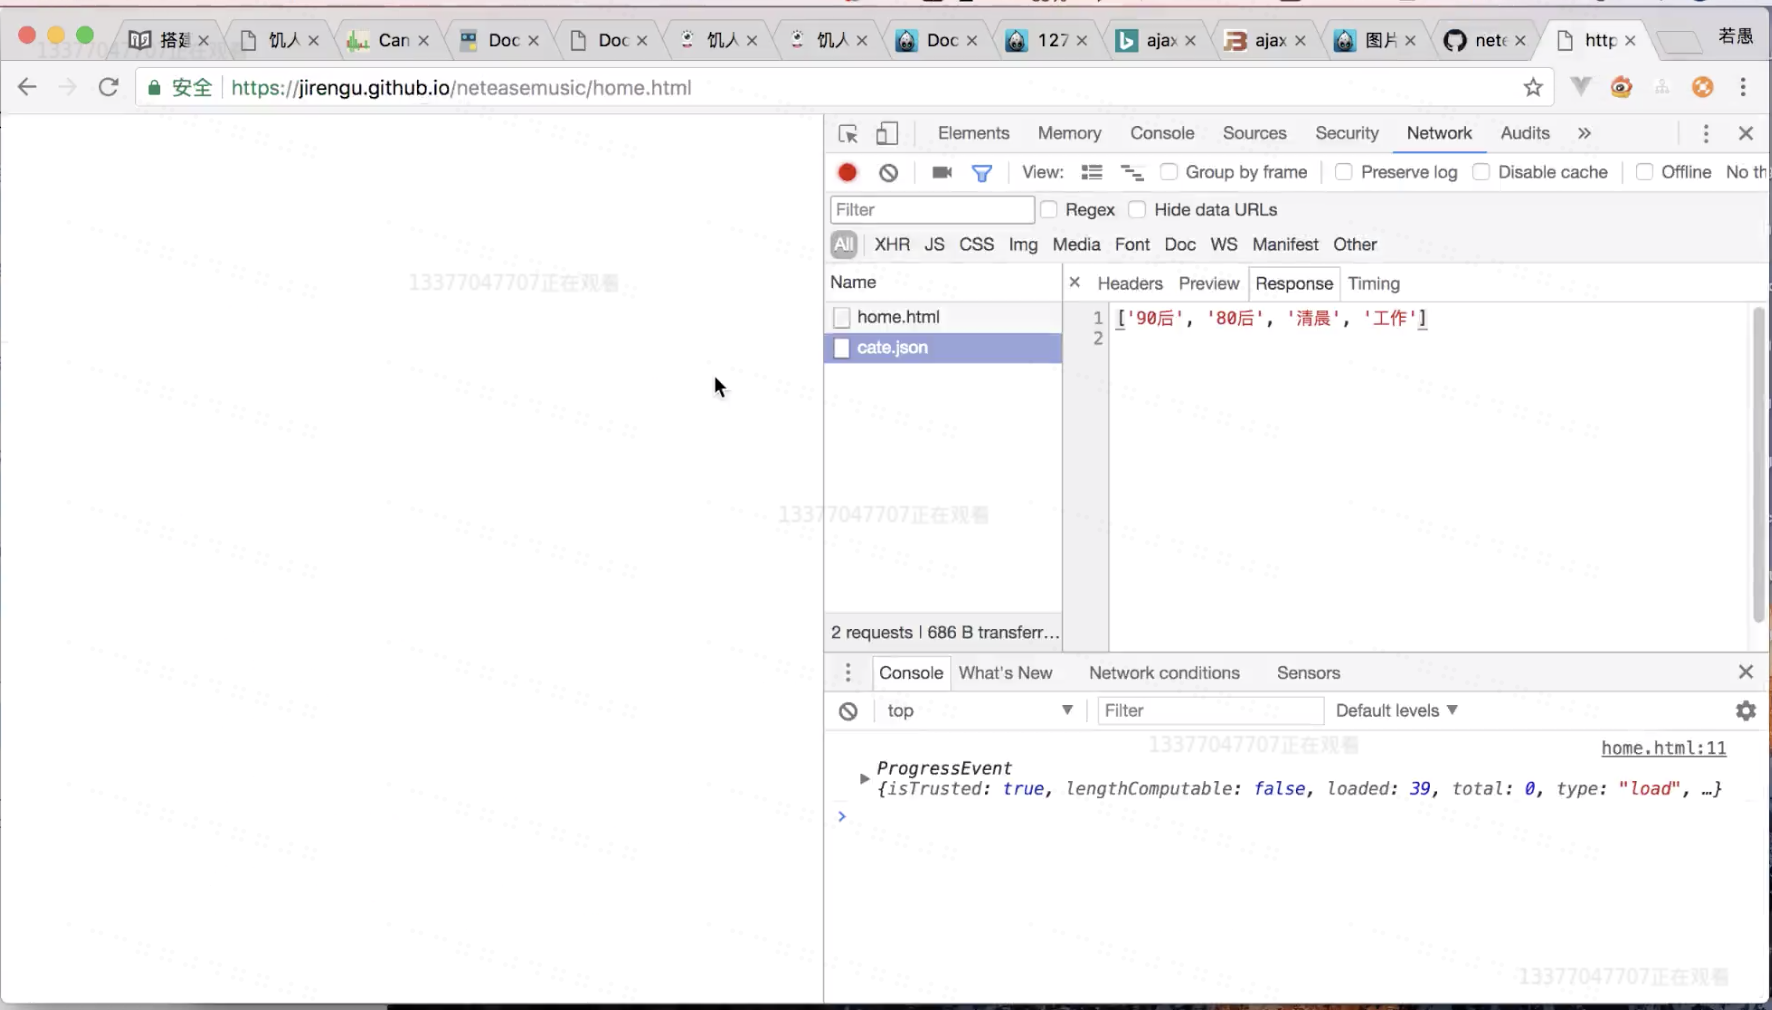 搭建
饥人
Can
Doc
Doc
饥人
饥人
Doc
127
ajax
ajax
图片
nete
http
若愚
安全
https://jirengu.github.io/neteasemusic/home.html
Elements Memory Console Sources Security Network Audits »
View: Group by frame Preserve log Disable cache Offline No th
Filter Regex Hide data URLs
All XHR JS CSS Img Media Font Doc WS Manifest Other
Name
× Headers Preview Response Timing
home.html
cate.json
1 ['90后', '80后', '清晨', '工作']
2
13377047707正在观看
13377047707正在观看
2 requests | 686 B transferr…
Console What's New Network conditions Sensors
top Filter Default levels
13377047707正在观看
home.html:11
ProgressEvent
{isTrusted: true, lengthComputable: false, loaded: 39, total: 0, type: "load", …}
>
13377047707正在观看